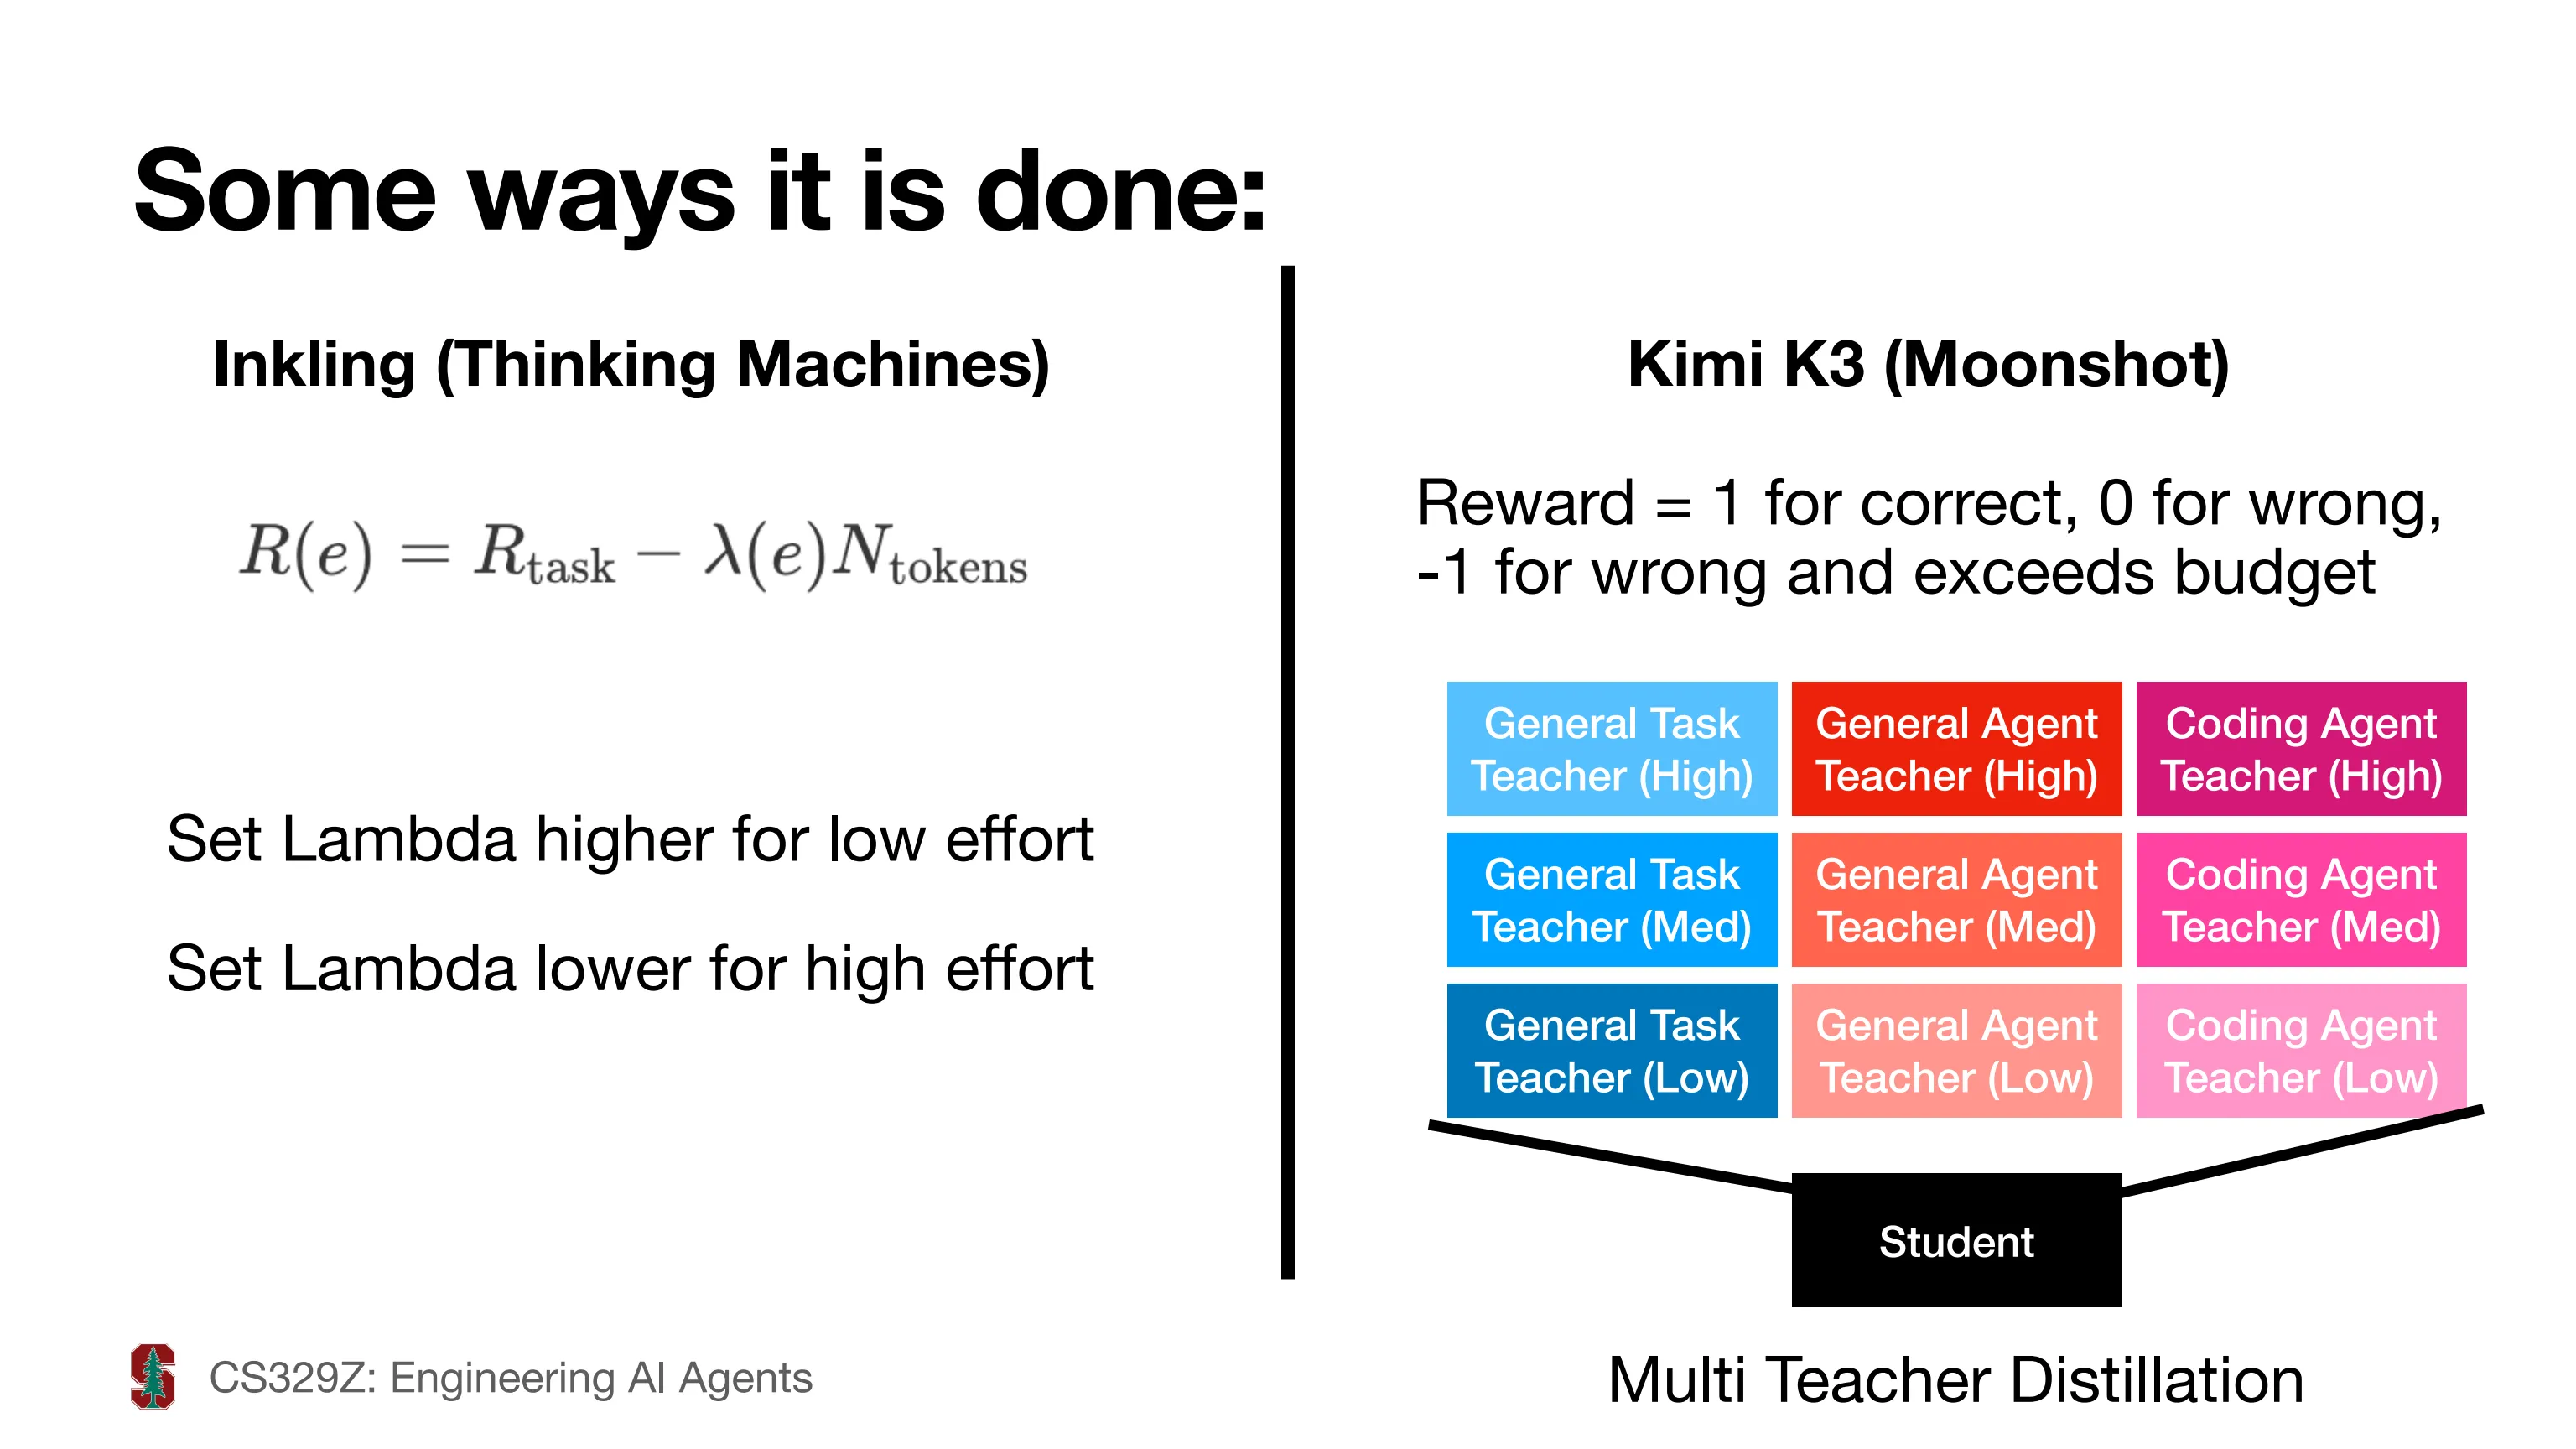 Some ways it is done:
Inkling (Thinking Machines)
R(e) = R_task − λ(e)N_tokens
Set Lambda higher for low effort
Set Lambda lower for high effort
Kimi K3 (Moonshot)
Reward = 1 for correct, 0 for wrong,
-1 for wrong and exceeds budget
General Task
Teacher (High)
General Agent
Teacher (High)
Coding Agent
Teacher (High)
General Task
Teacher (Med)
General Agent
Teacher (Med)
Coding Agent
Teacher (Med)
General Task
Teacher (Low)
General Agent
Teacher (Low)
Coding Agent
Teacher (Low)
Student
Multi Teacher Distillation
CS329Z: Engineering AI Agents